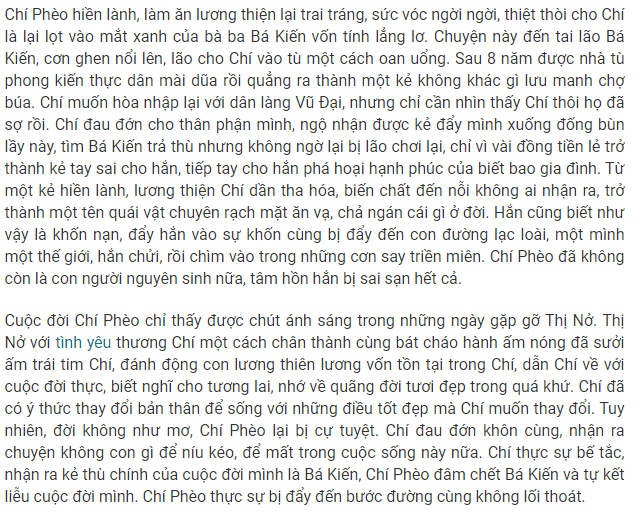 Chí Phèo hiền lành, làm ăn lương thiện lại trai tráng, sức vóc ngời ngời, thiệt thòi cho Chí
là lại lọt vào mắt xanh của bà ba Bá Kiến vốn tính lẳng lơ. Chuyện này đến tai lão Bá
Kiến, cơn ghen nổi lên, lão cho Chí vào tù một cách oan uổng. Sau 8 năm được nhà tù
phong kiến thực dân mài dũa rồi quẳng ra thành một kẻ không khác gì lưu manh chợ
búa. Chí muốn hòa nhập lại với dân làng Vũ Đại, nhưng chỉ cần nhìn thấy Chí thôi họ đã
sợ rồi. Chí đau đớn cho thân phận mình, ngộ nhận được kẻ đẩy mình xuống đống bùn
lầy này, tìm Bá Kiến trả thù nhưng không ngờ lại bị lão chơi lại, chỉ vì vài đồng tiền lẻ trở
thành kẻ tay sai cho hắn, tiếp tay cho hắn phá hoại hạnh phúc của biết bao gia đình. Từ
một kẻ hiền lành, lương thiện Chí dần tha hóa, biến chất đến nỗi không ai nhận ra, trở
thành một tên quái vật chuyên rạch mặt ăn vạ, chả ngán cái gì ở đời. Hắn cũng biết như
vậy là khốn nạn, đẩy hắn vào sự khốn cùng bị đẩy đến con đường lạc loài, một mình
một thế giới, hắn chửi, rồi chìm vào trong những cơn say triền miên. Chí Phèo đã không
còn là con người nguyên sinh nữa, tâm hồn hắn bị sai sạn hết cả.
Cuộc đời Chí Phèo chỉ thấy được chút ánh sáng trong những ngày gặp gỡ Thị Nở. Thị
Nở với tình yêu thương Chí một cách chân thành cùng bát cháo hành ấm nóng đã sưởi
ấm trái tim Chí, đánh động con lương thiên lương vốn tồn tại trong Chí, dẫn Chí về với
cuộc đời thực, biết nghĩ cho tương lai, nhớ về quãng đời tươi đẹp trong quá khứ. Chí đã
có ý thức thay đổi bản thân để sống với những điều tốt đẹp mà Chí muốn thay đổi. Tuy
nhiên, đời không như mơ, Chí Phèo lại bị cự tuyệt. Chí đau đớn khôn cùng, nhận ra
chuyện không con gì để níu kéo, để mất trong cuộc sống này nữa. Chí thực sự bế tắc,
nhận ra kẻ thù chính của cuộc đời mình là Bá Kiến, Chí Phèo đâm chết Bá Kiến và tự kết
liễu cuộc đời mình. Chí Phèo thực sự bị đẩy đến bước đường cùng không lối thoát.